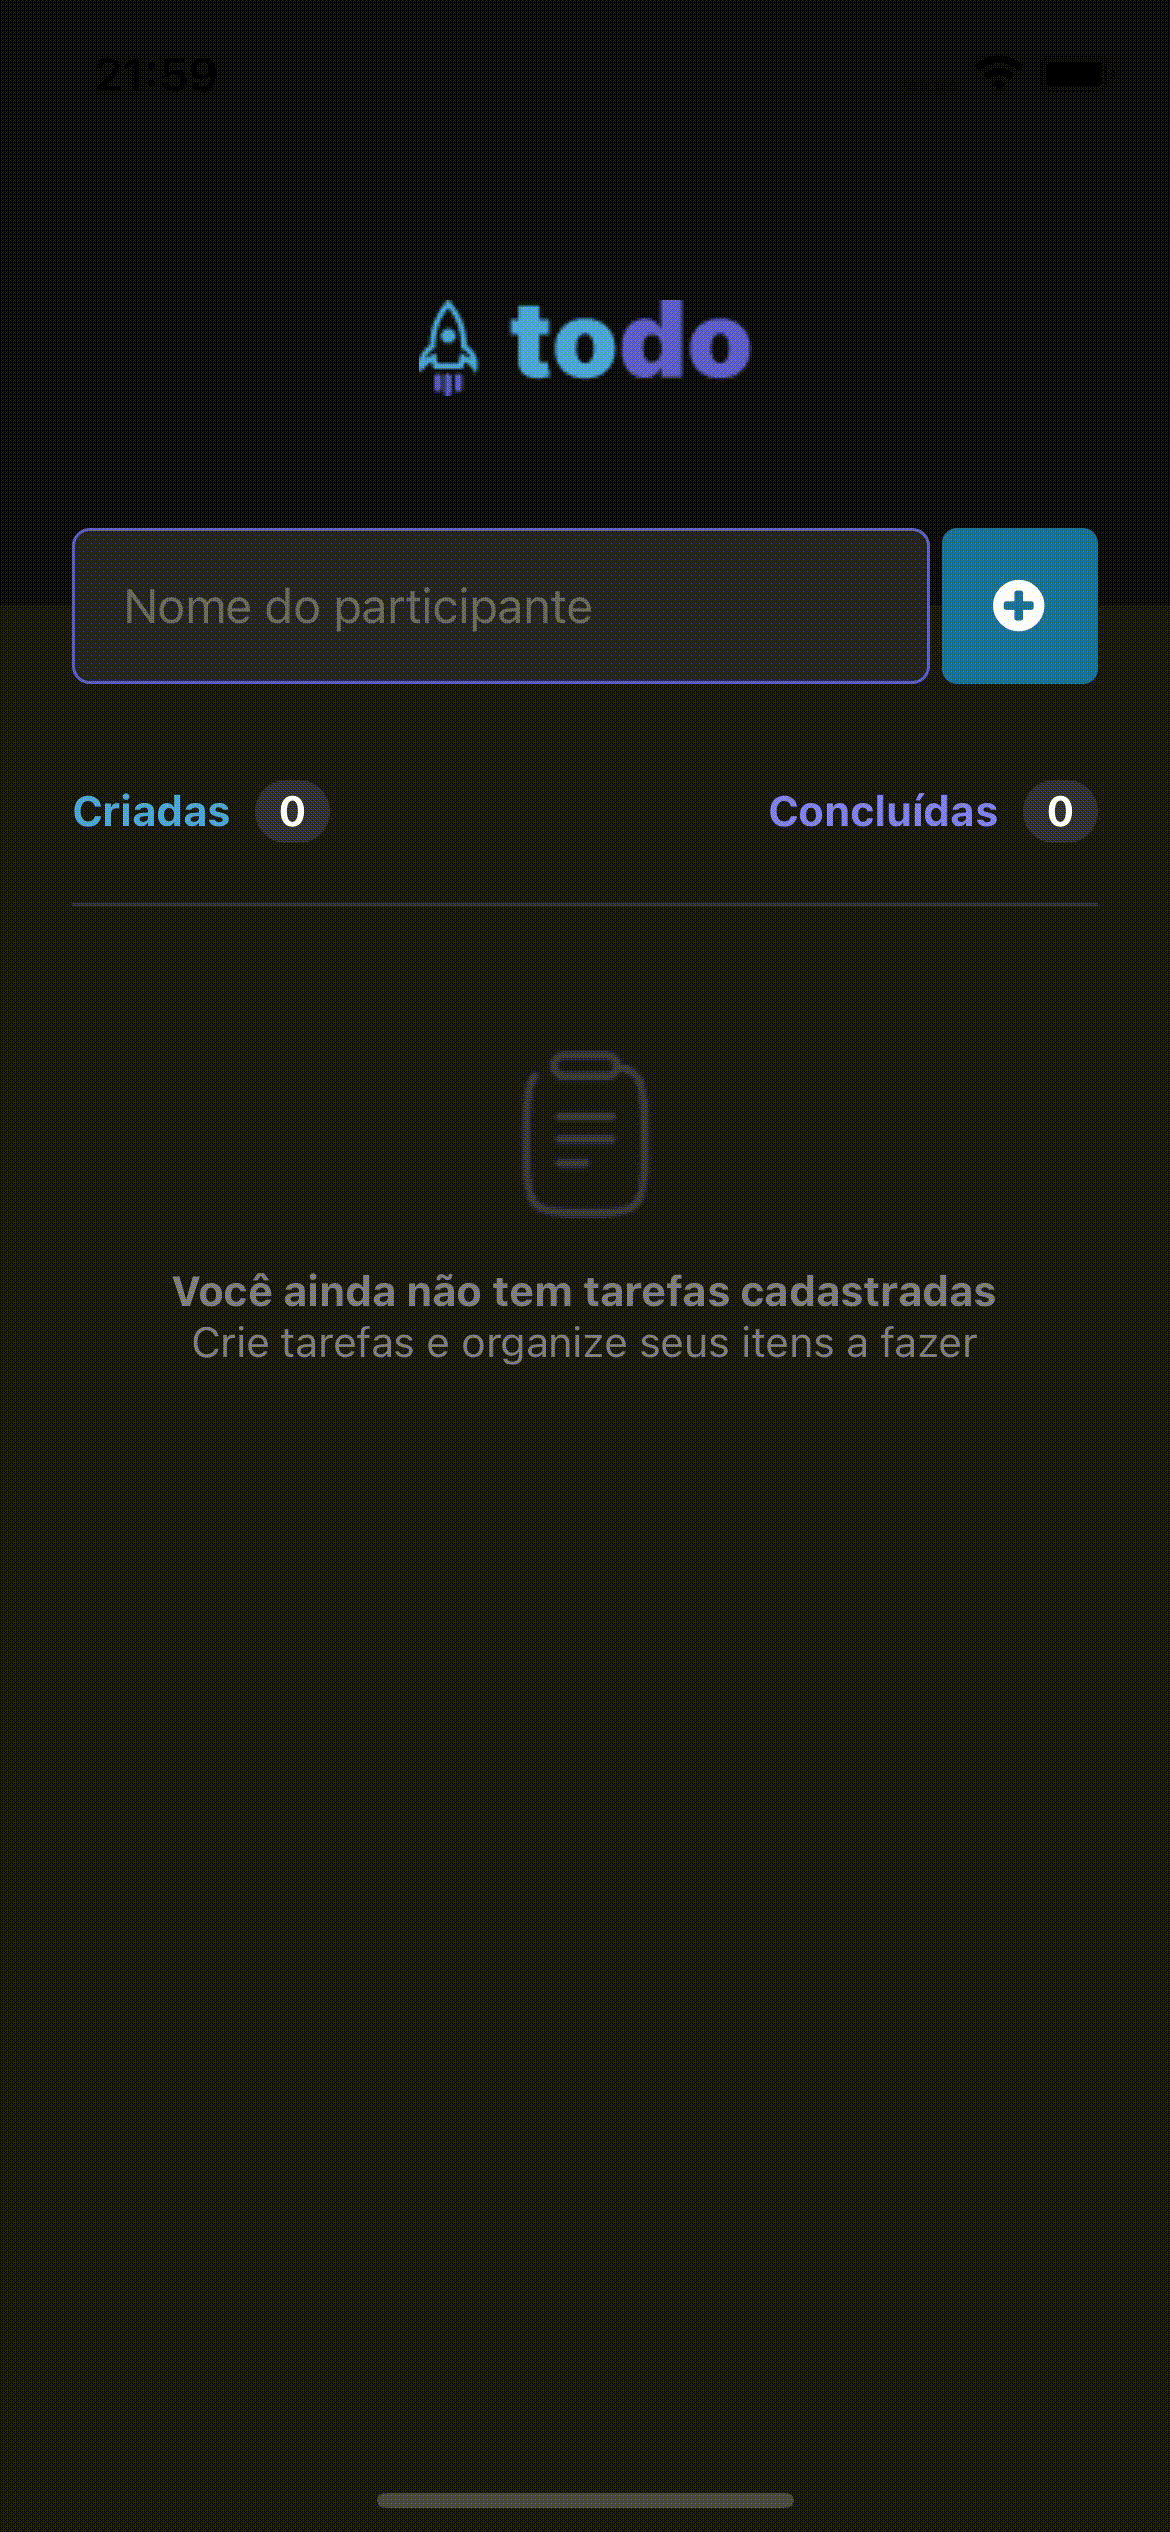 21:59
todo
Nome do participante
Criadas 0
Concluídas 0
Você ainda não tem tarefas cadastradas
Crie tarefas e organize seus itens a fazer